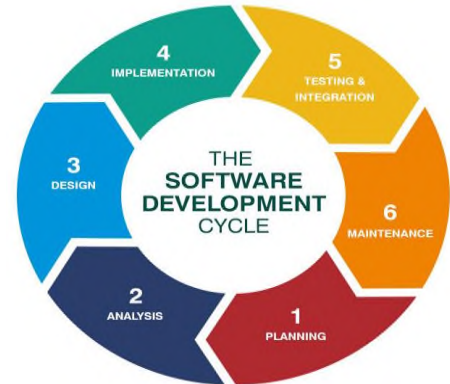 THE
SOFTWARE
DEVELOPMENT
CYCLE
1
PLANNING
2
ANALYSIS
3
DESIGN
4
IMPLEMENTATION
5
TESTING &
INTEGRATION
6
MAINTENANCE